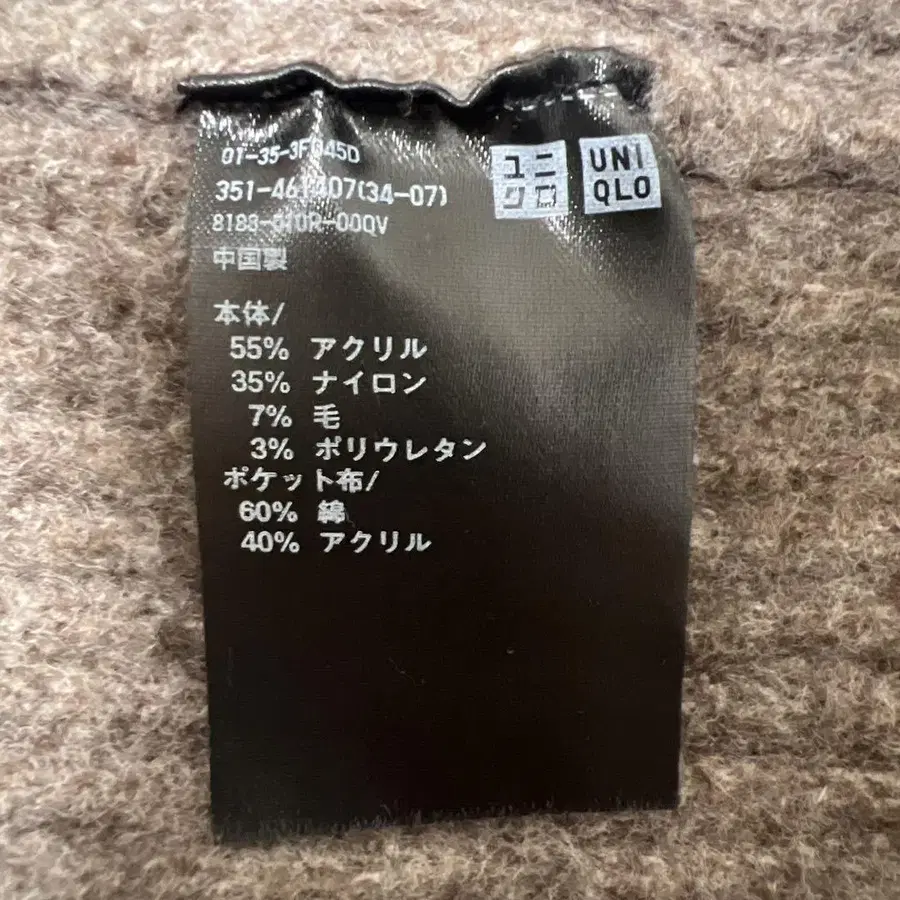 ユニ
クロ
UNI
QLO
351-461407(34-07)
中国製
本体/
55% アクリル
35% ナイロン
7% 毛
3% ポリウレタン
ポケット布/
60% 綿
40% アクリル